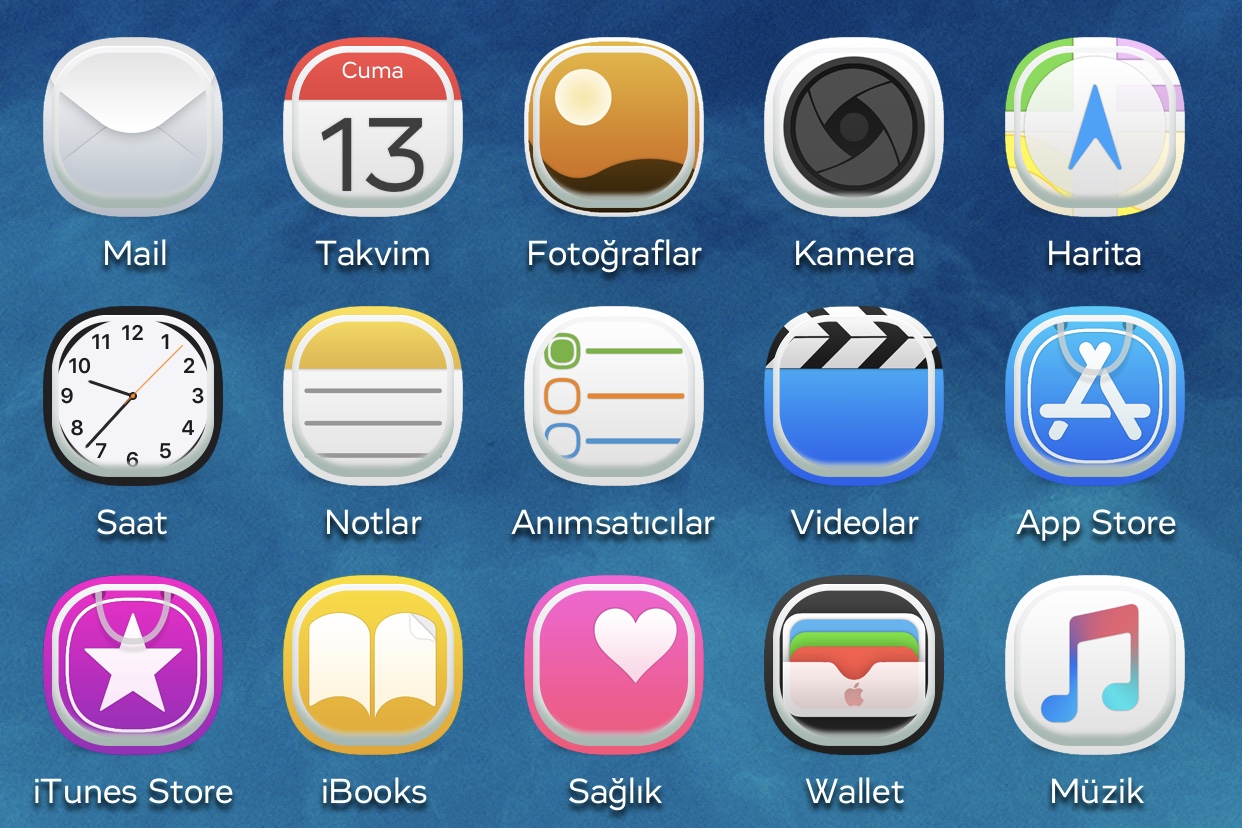 Cuma
13
Mail
Takvim
Fotoğraflar
Kamera
Harita
12
11
1
10
2
9
3
8
4
7
5
6
Saat
Notlar
Anımsatıcılar
Videolar
App Store
iTunes Store
iBooks
Sağlık
Wallet
Müzik